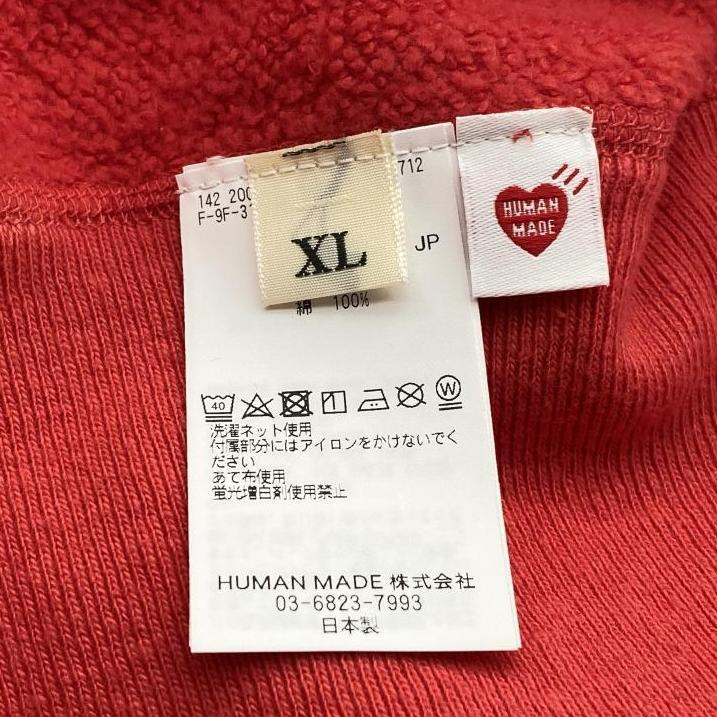 142 200
712
F-9F-3
XL
JP
HUMAN
MADE
綿 100%
40
W
洗濯ネット使用
付属部分にはアイロンをかけないでく
ださい
あて布使用
蛍光増白剤使用禁止
HUMAN MADE 株式会社
03-6823-7993
日本製